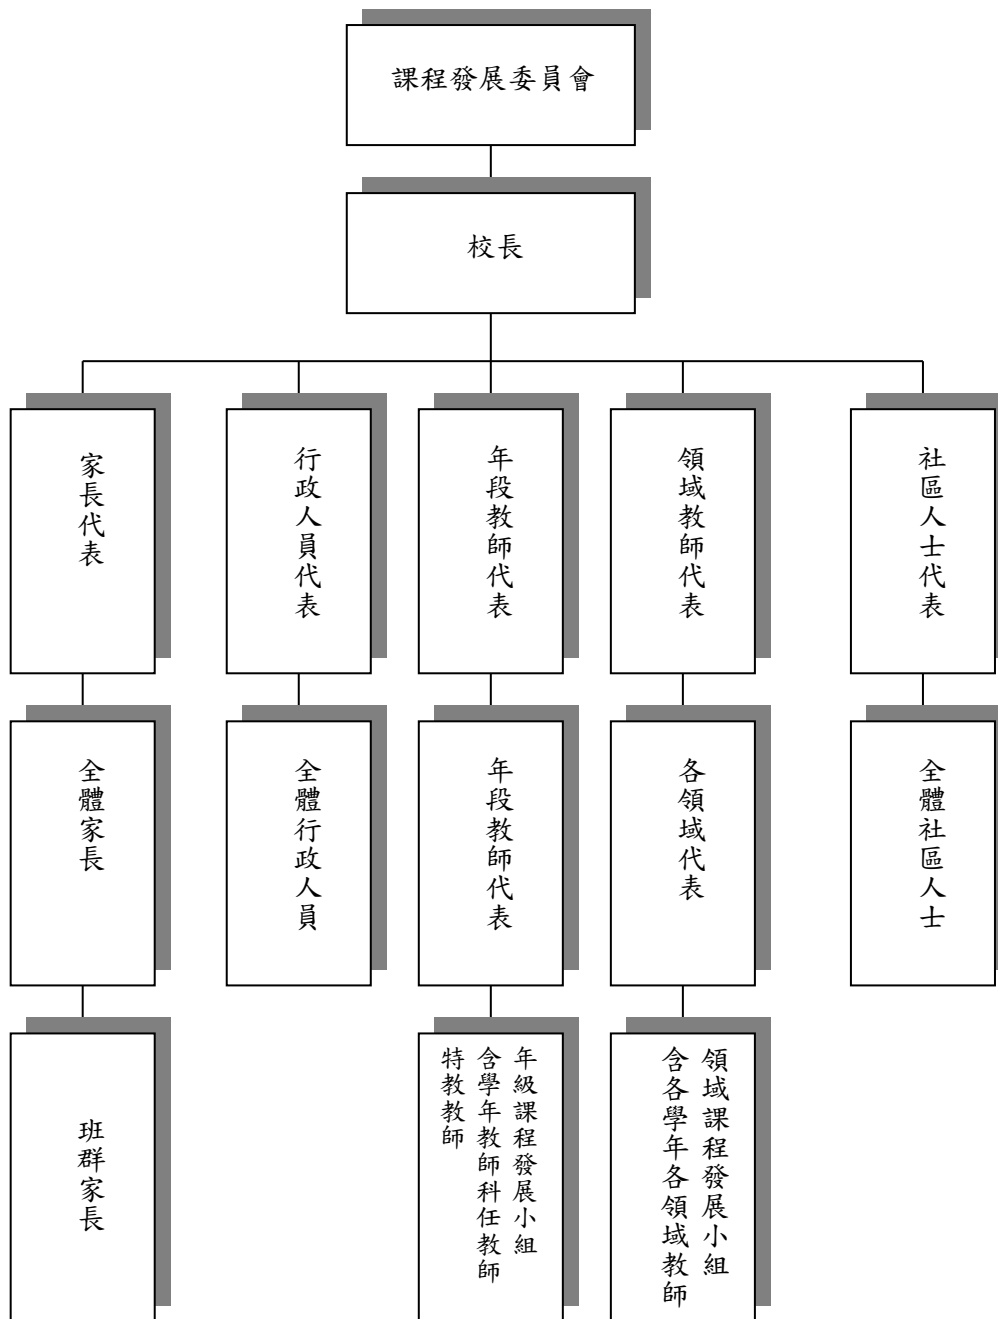 課程發展委員會
校長
家長代表
行政人員代表
年段教師代表
領域教師代表
社區人士代表
全體家長
全體行政人員
年段教師代表
各領域代表
全體社區人士
班群家長
年級課程發展小組
含學年教師科任教師
特教教師
領域課程發展小組
含各學年各領域教師